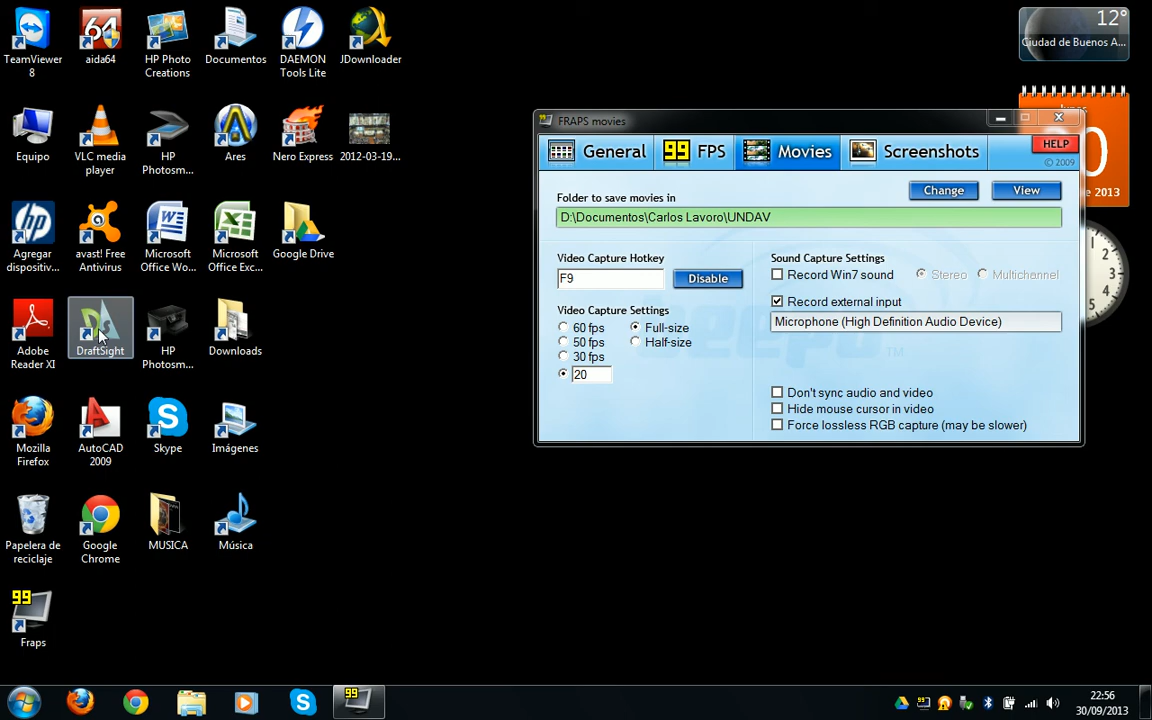 TeamViewer
8
64
aida64
HP Photo
Creations
Documentos
DAEMON
Tools Lite
JDownloader
12°
Ciudad de Buenos A...
Equipo
VLC media
player
HP
Photosm...
Ares
Nero Express
2012-03-19...
hp
Agregar
dispositiv...
avast! Free
Antivirus
Microsoft
Office Wo...
Microsoft
Office Exc...
Google Drive
Adobe
Reader XI
DraftSight
HP
Photosm...
Downloads
Mozilla
Firefox
AutoCAD
2009
Skype
Imágenes
Papelera de
reciclaje
Google
Chrome
MUSICA
Música
99
Fraps
99 FRAPS movies
General
99 FPS
Movies
Screenshots
HELP
© 2009
Folder to save movies in
Change
View
D:\Documentos\Carlos Lavoro\UNDAV
Video Capture Hotkey
F9
Disable
Video Capture Settings
60 fps
50 fps
30 fps
20
Full-size
Half-size
Sound Capture Settings
Record Win7 sound
Stereo
Multichannel
Record external input
Microphone (High Definition Audio Device)
beepa
TM
Don't sync audio and video
Hide mouse cursor in video
Force lossless RGB capture (may be slower)
99
22:56
30/09/2013